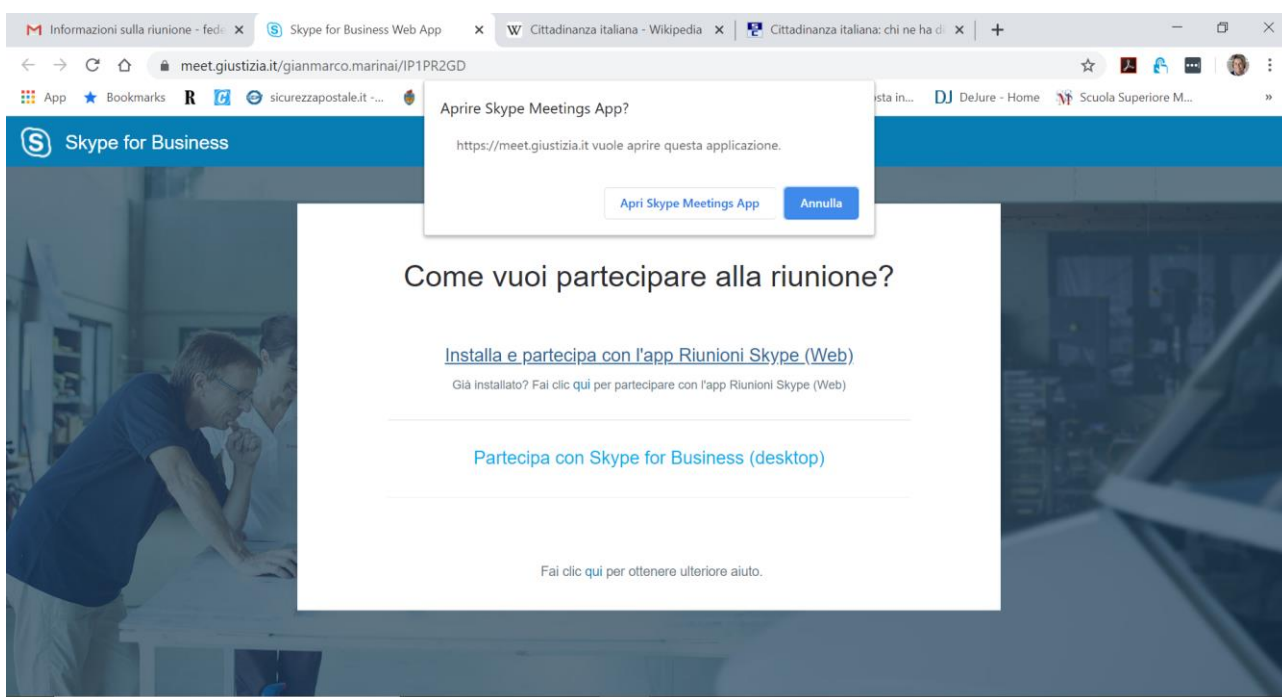 Informazioni sulla riunione - fede
Skype for Business Web App
Cittadinanza italiana - Wikipedia
Cittadinanza italiana: chi ne ha di
meet.giustizia.it/gianmarco.marinai/IP1PR2GD
App
Bookmarks
sicurezzapostale.it -...
sta in...
DJ DeJure - Home
Scuola Superiore M...
»
Skype for Business
Aprire Skype Meetings App?
https://meet.giustizia.it vuole aprire questa applicazione.
Apri Skype Meetings App
Annulla
Come vuoi partecipare alla riunione?
Installa e partecipa con l'app Riunioni Skype (Web)
Già installato? Fai clic qui per partecipare con l'app Riunioni Skype (Web)
Partecipa con Skype for Business (desktop)
Fai clic qui per ottenere ulteriore aiuto.